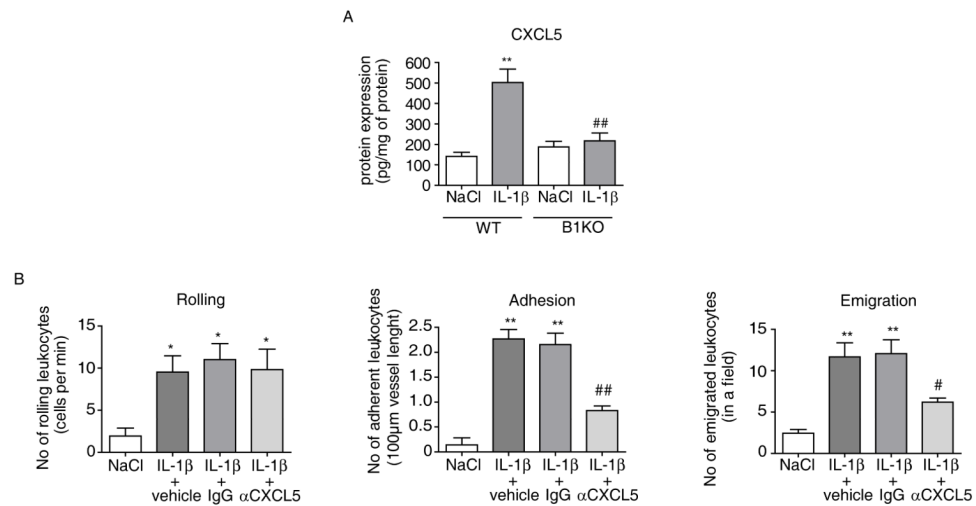 A
CXCL5
protein expression
(pg/mg of protein)
600
500
400
300
200
100
0
**
##
NaCl IL-1β NaCl IL-1β
WT B1KO
B
Rolling
No of rolling leukocytes
(cells per min)
15
10
5
0
* * *
NaCl IL-1β IL-1β IL-1β
+ + +
vehicle IgG αCXCL5
Adhesion
No of adherent leukocytes
(100µm vessel lenght)
2.5
2.0
1.0
0.5
0
** **
##
NaCl IL-1β IL-1β IL-1β
+ + +
vehicle IgG αCXCL5
Emigration
No of emigrated leukocytes
(in a field)
15
10
5
0
** **
#
NaCl IL-1β IL-1β IL-1β
+ + +
vehicle IgG αCXCL5